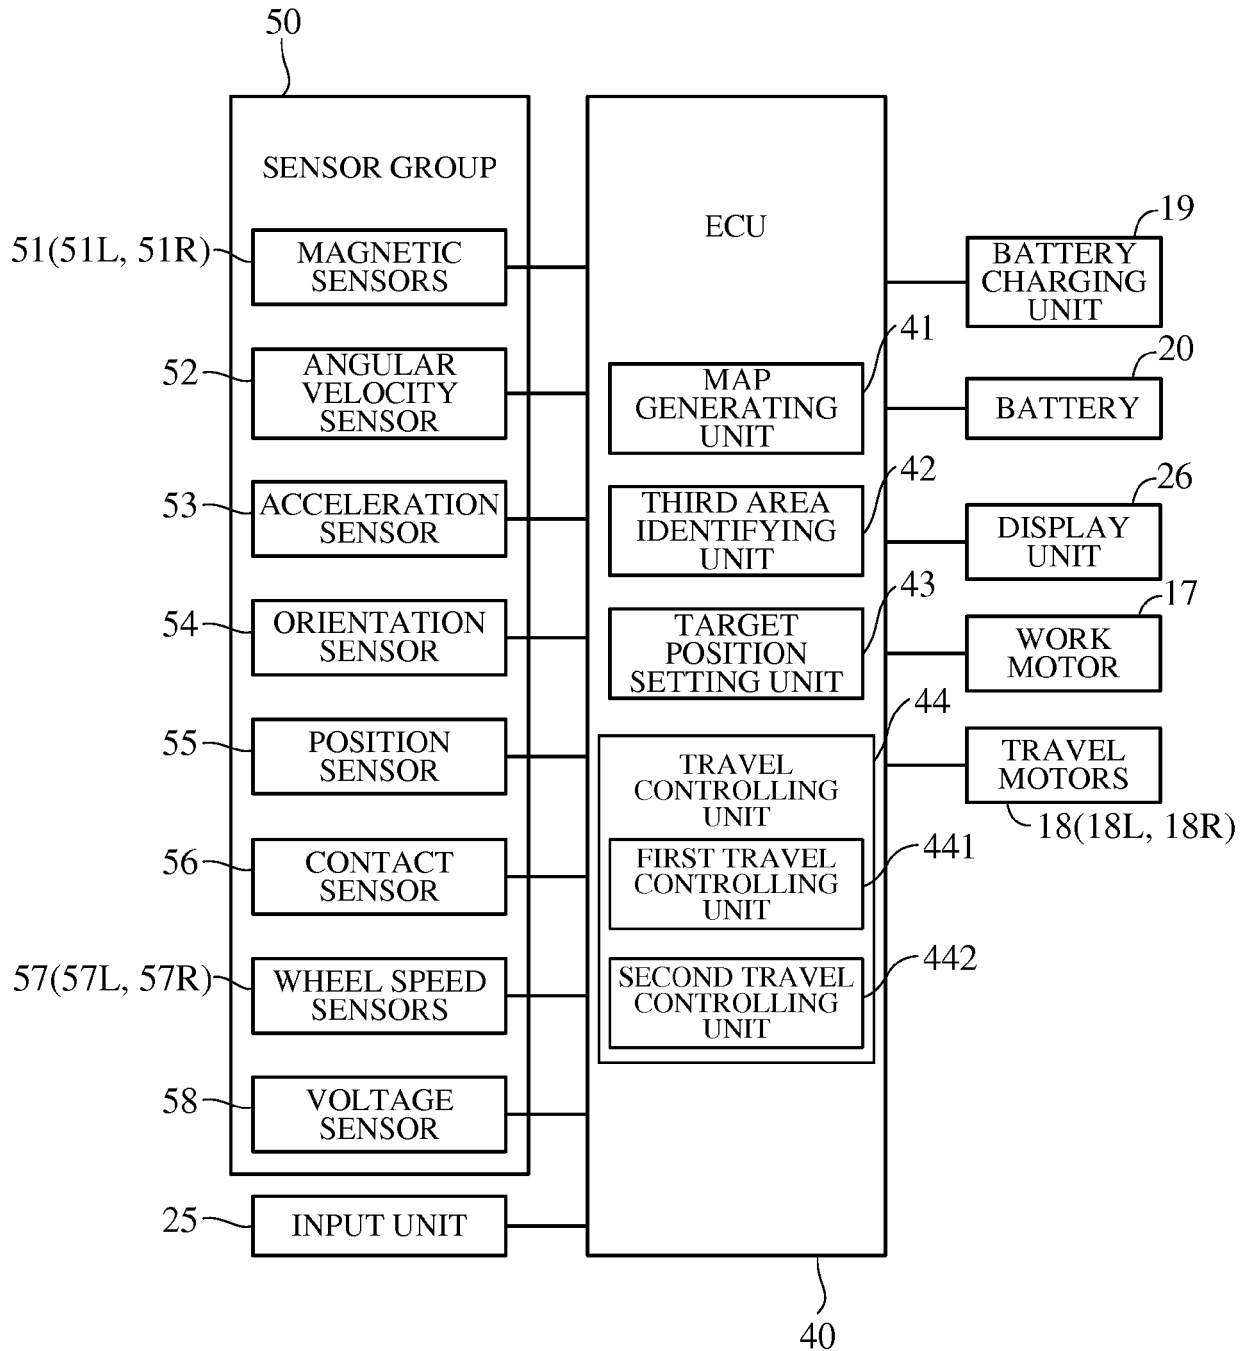 50
SENSOR GROUP
51(51L, 51R)
MAGNETIC
SENSORS
52
ANGULAR
VELOCITY
SENSOR
53
ACCELERATION
SENSOR
54
ORIENTATION
SENSOR
55
POSITION
SENSOR
56
CONTACT
SENSOR
57(57L, 57R)
WHEEL SPEED
SENSORS
58
VOLTAGE
SENSOR
25
INPUT UNIT
ECU
41
MAP
GENERATING
UNIT
42
THIRD AREA
IDENTIFYING
UNIT
43
TARGET
POSITION
SETTING UNIT
44
TRAVEL
CONTROLLING
UNIT
441
FIRST TRAVEL
CONTROLLING
UNIT
442
SECOND TRAVEL
CONTROLLING
UNIT
40
19
BATTERY
CHARGING
UNIT
20
BATTERY
26
DISPLAY
UNIT
17
WORK
MOTOR
TRAVEL
MOTORS
18(18L, 18R)